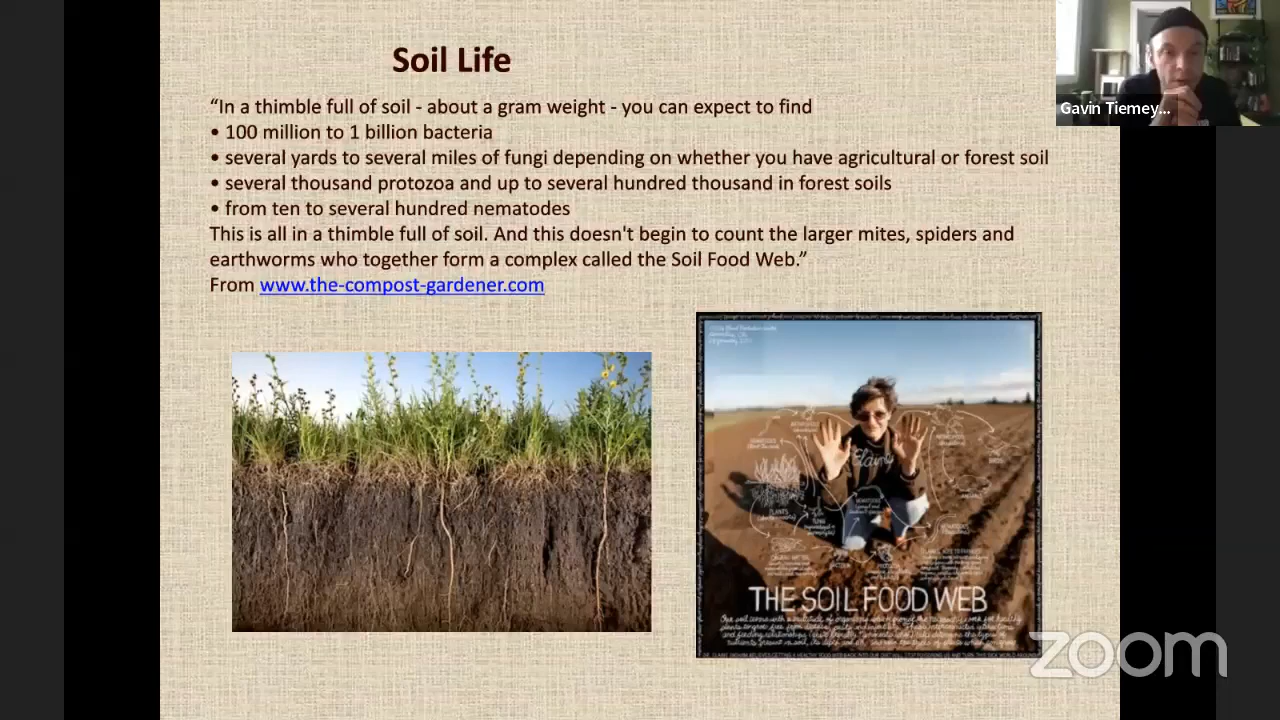 Soil Life
“In a thimble full of soil - about a gram weight - you can expect to find
• 100 million to 1 billion bacteria
• several yards to several miles of fungi depending on whether you have agricultural or forest soil
• several thousand protozoa and up to several hundred thousand in forest soils
• from ten to several hundred nematodes
This is all in a thimble full of soil. And this doesn't begin to count the larger mites, spiders and
earthworms who together form a complex called the Soil Food Web.”
From www.the-compost-gardener.com
Gavin Tiemey...
Elaine
PLANTS
FUNGI
THE SOIL FOOD WEB
zoom